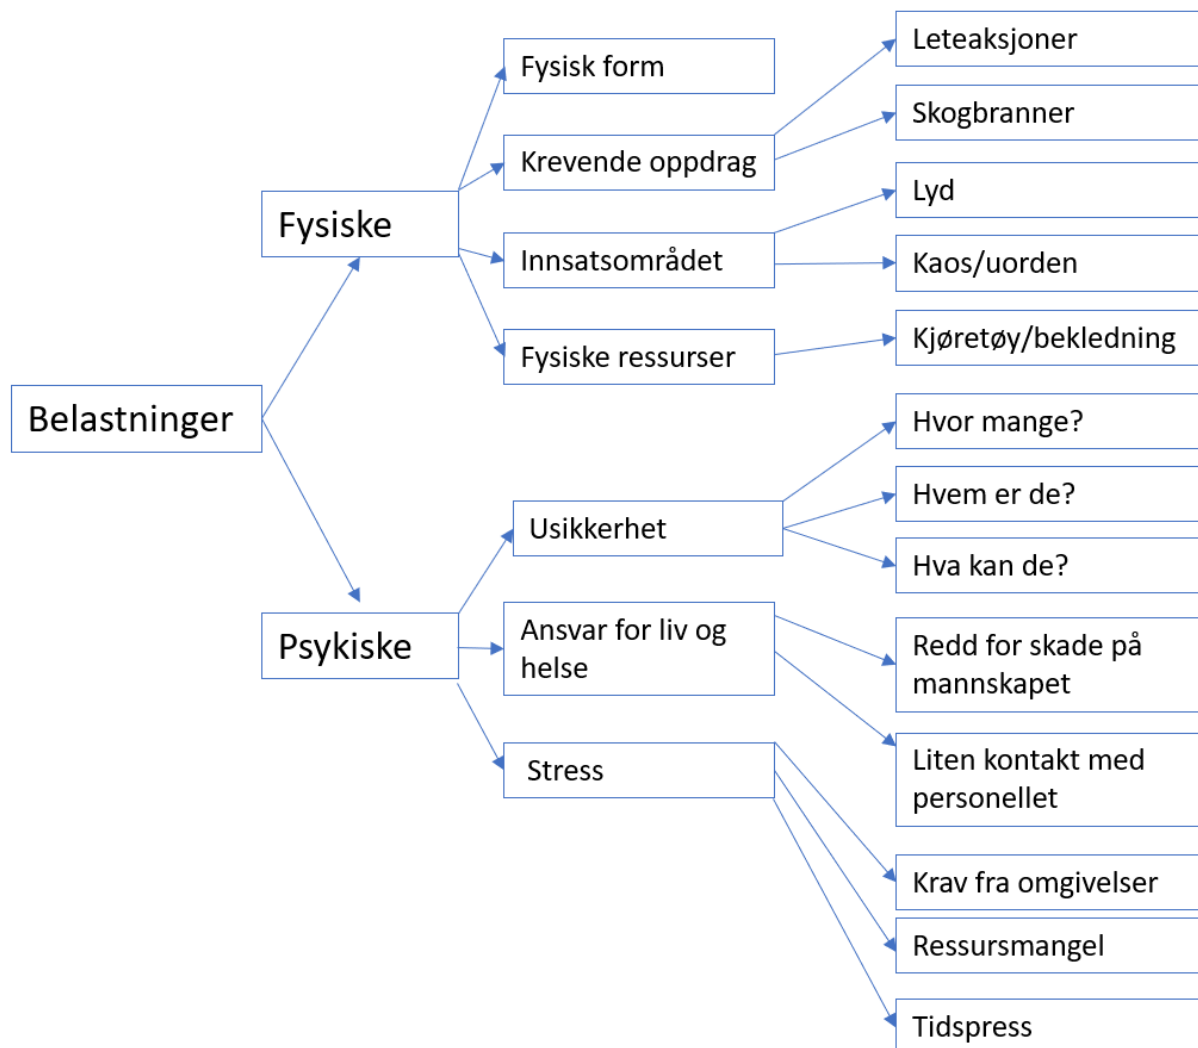 Belastninger
Fysiske
Fysisk form
Krevende oppdrag
Leteaksjoner
Skogbranner
Innsatsområdet
Lyd
Kaos/uorden
Fysiske ressurser
Kjøretøy/bekledning
Psykiske
Usikkerhet
Hvor mange?
Hvem er de?
Hva kan de?
Ansvar for liv og
helse
Redd for skade på
mannskapet
Liten kontakt med
personellet
Stress
Krav fra omgivelser
Ressursmangel
Tidspress